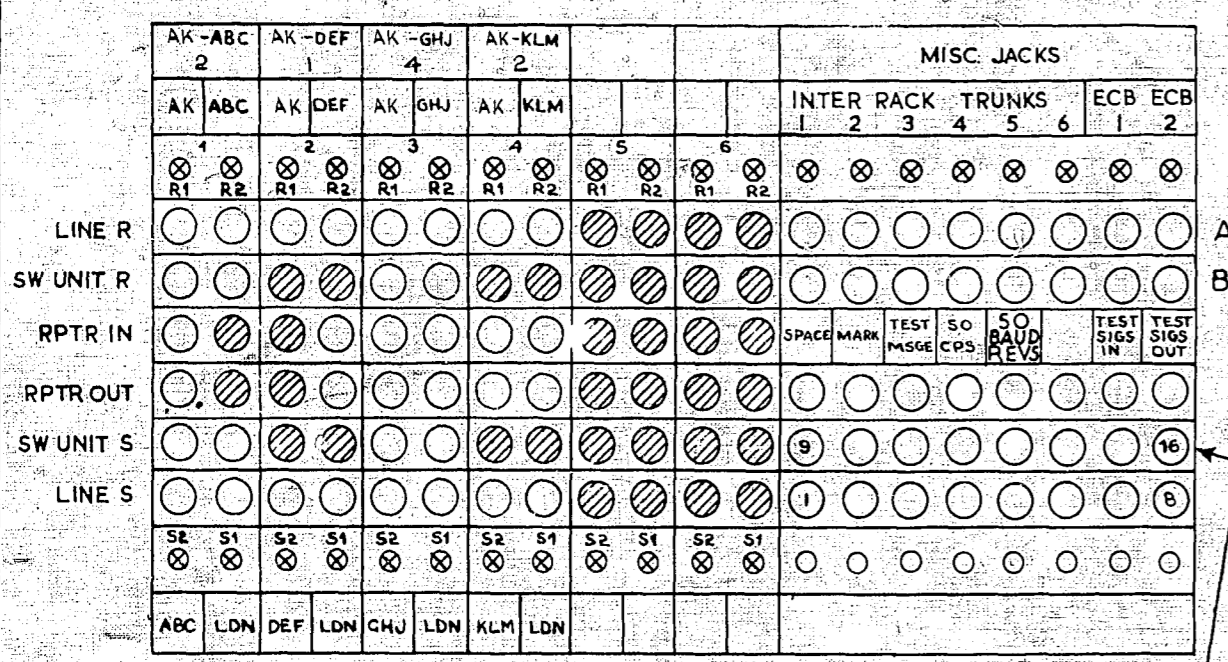 AK-ABC AK-DEF AK-GHJ AK-KLM MISC. JACKS
2 1 4 2
AK ABC AK DEF AK GHJ AK KLM INTER RACK TRUNKS ECB ECB
1 2 3 4 5 6 1 2
1 2 3 4 5 6
R1 R2 R1 R2 R1 R2 R1 R2 R1 R2 R1 R2
LINE R A
SW UNIT R B
RPTR IN SPACE MARK TEST MSGE 50 CPS 50 BAUD REVS TEST SIGS IN TEST SIGS OUT
RPTR OUT
SW UNIT S 9 16
LINE S 1 8
S2 S1 S2 S1 S2 S1 S2 S1 S2 S1 S2 S1
ABC LDN DEF LDN GHJ LDN KLM LDN